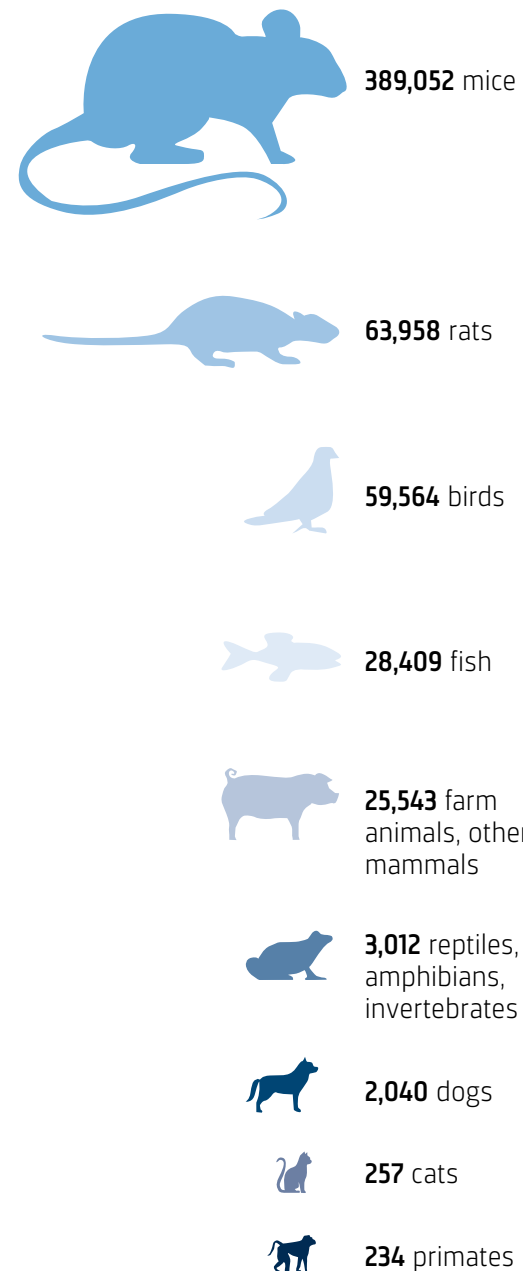 389,052 mice
63,958 rats
59,564 birds
28,409 fish
25,543 farm
animals, other
mammals
3,012 reptiles,
amphibians,
invertebrates
2,040 dogs
257 cats
234 primates